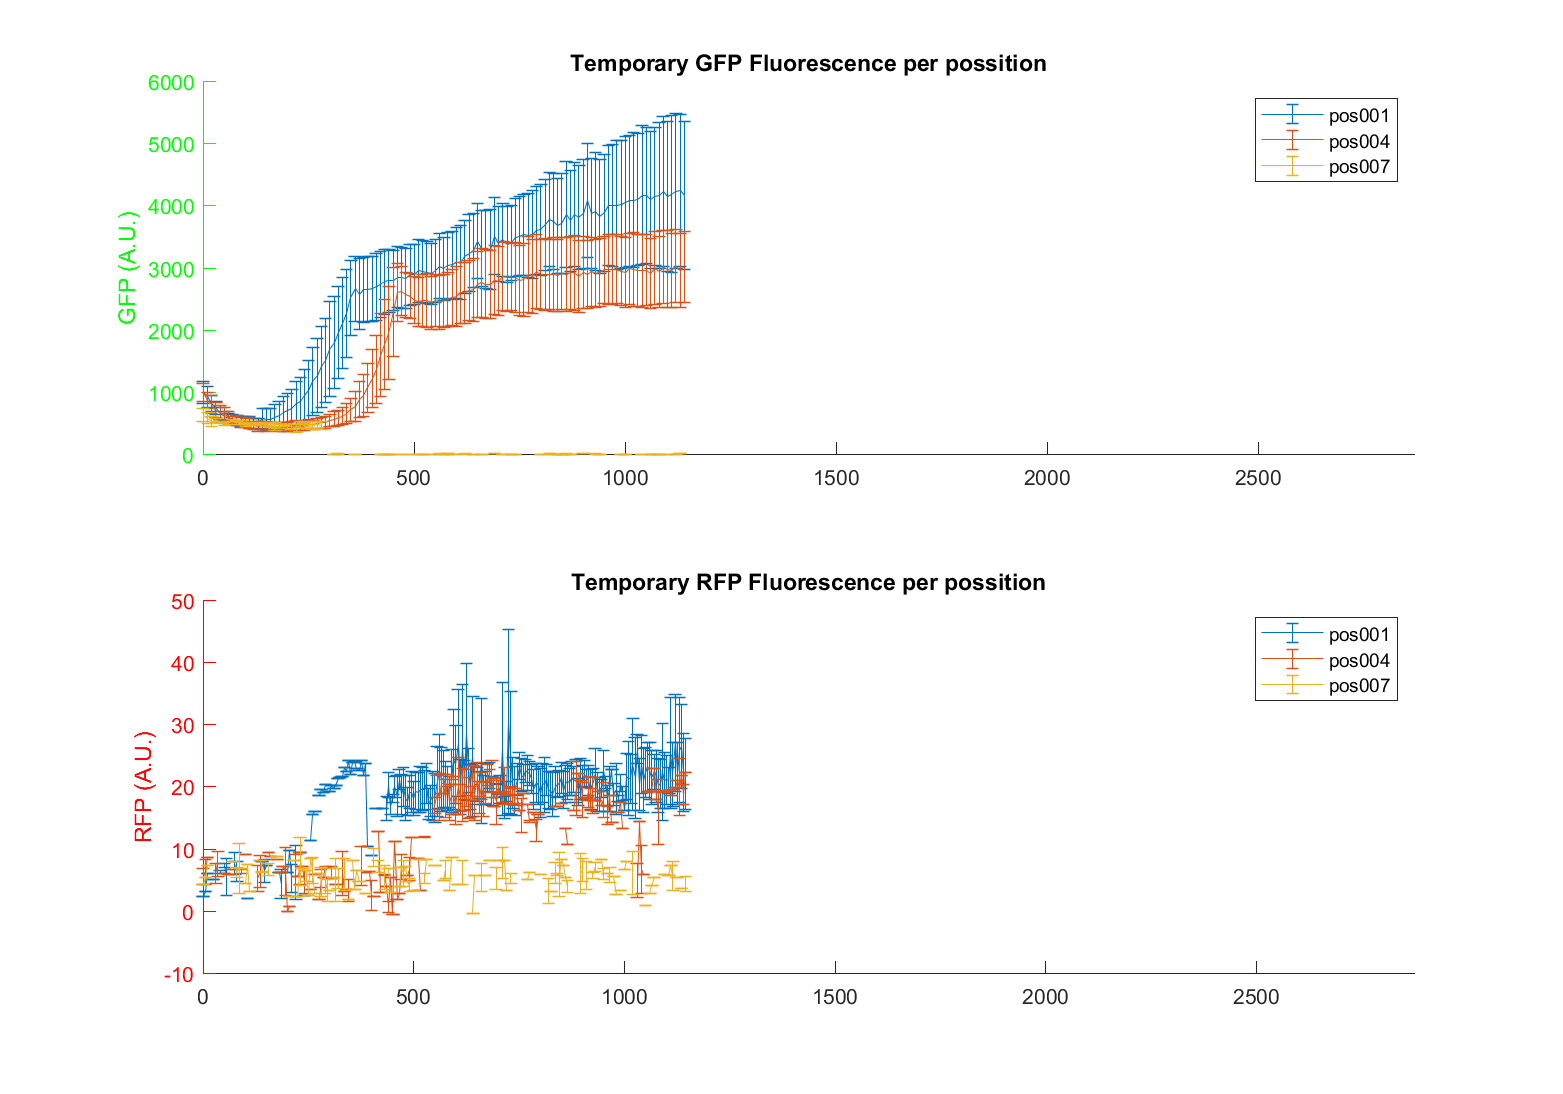 Temporary GFP Fluorescence per possition
6000
5000
4000
3000
2000
1000
0
GFP (A.U.)
0 500 1000 1500 2000 2500
pos001
pos004
pos007
Temporary RFP Fluorescence per possition
50
40
30
20
10
0
-10
RFP (A.U.)
0 500 1000 1500 2000 2500
pos001
pos004
pos007